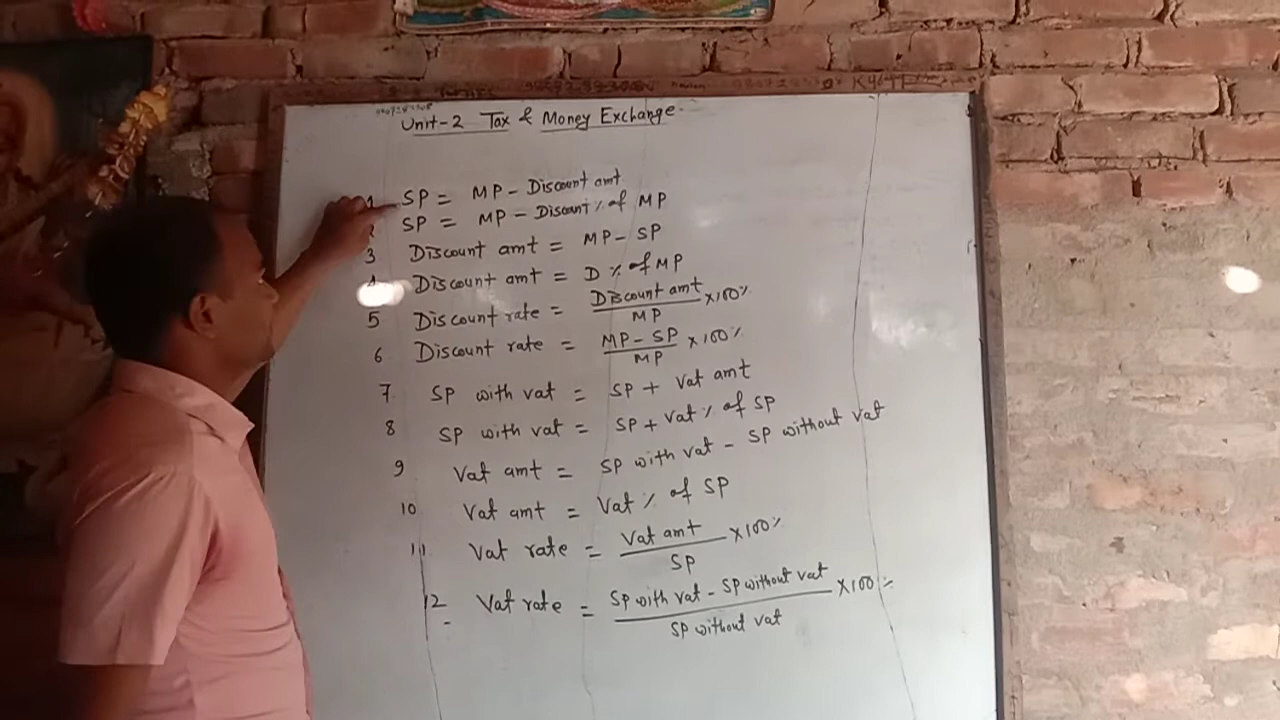 Unit-2 Tax & Money Exchange
1 SP = MP - Discount amt
2 SP = MP - Discount % of MP
3 Discount amt = MP - SP
4 Discount amt = D % of MP
5 Discount rate = Discount amt / MP ×100%
6 Discount rate = MP - SP / MP ×100%
7 SP with vat = SP + Vat amt
8 SP with vat = SP + Vat % of SP
9 Vat amt = SP with vat - SP without vat
10 Vat amt = Vat % of SP
11 Vat rate = Vat amt / SP ×100%
12 Vat rate = SP with vat - SP without vat / SP without vat ×100%